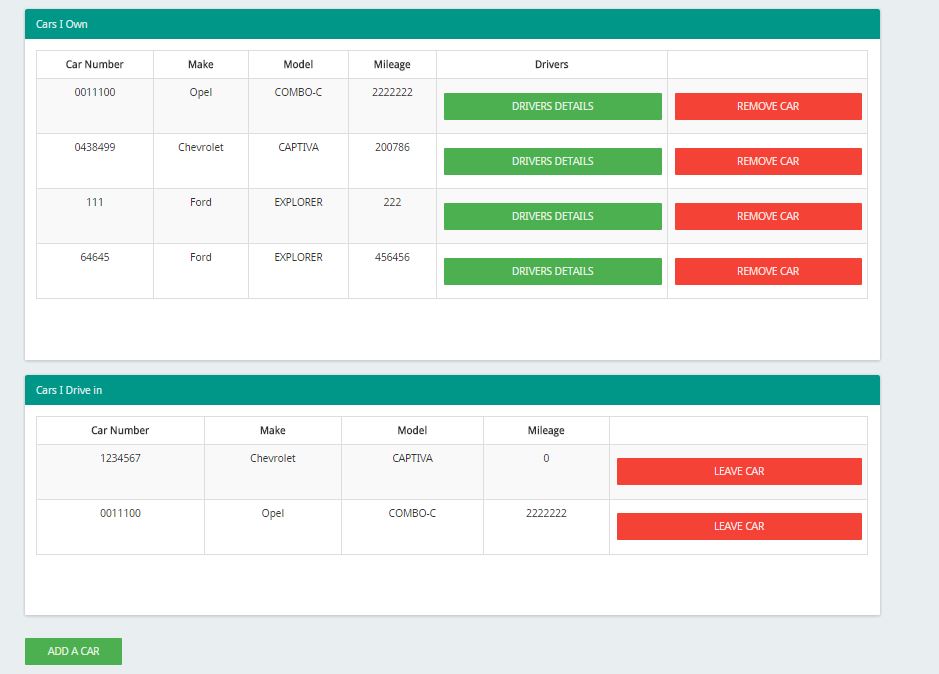 Cars I Own
Car Number Make Model Mileage Drivers
0011100 Opel COMBO-C 2222222 DRIVERS DETAILS REMOVE CAR
0438499 Chevrolet CAPTIVA 200786 DRIVERS DETAILS REMOVE CAR
111 Ford EXPLORER 222 DRIVERS DETAILS REMOVE CAR
64645 Ford EXPLORER 456456 DRIVERS DETAILS REMOVE CAR
Cars I Drive in
Car Number Make Model Mileage
1234567 Chevrolet CAPTIVA 0 LEAVE CAR
0011100 Opel COMBO-C 2222222 LEAVE CAR
ADD A CAR